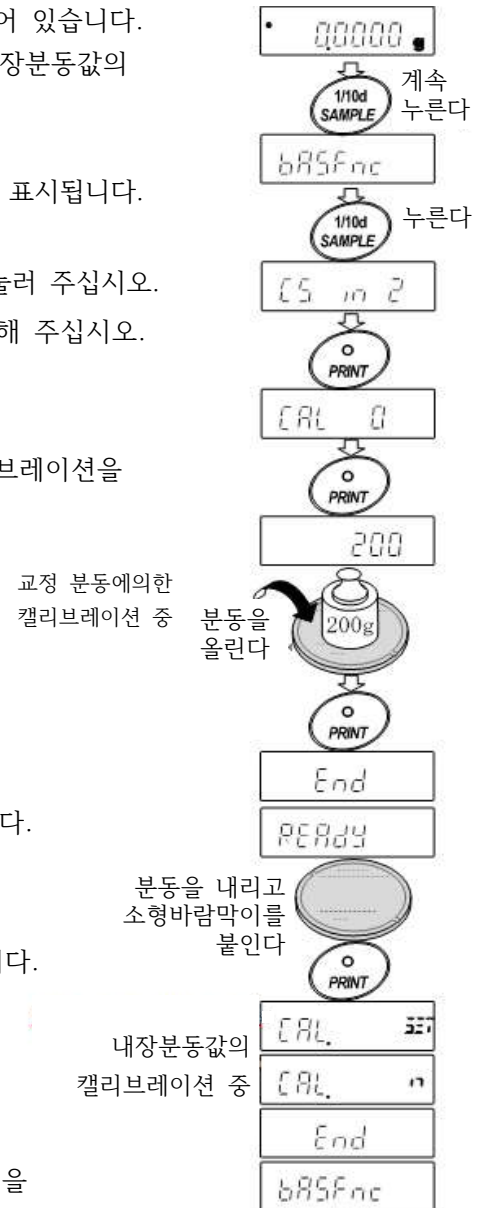 어 있습니다.
장분동값의
표시됩니다.
눌러 주십시오.
해 주십시오.
브레이션을
다.
니다.
을
0.0000 g
1/10d
SAMPLE
계속
누른다
bASFnc
1/10d
SAMPLE
누른다
CS in 2
PRINT
CAL 0
PRINT
200
교정 분동에의한
캘리브레이션 중
분동을
올린다
200g
PRINT
End
REAdY
분동을 내리고
소형바람막이를
붙인다
PRINT
CAL. SET
내장분동값의
캘리브레이션 중
CAL. in
End
bASFnc